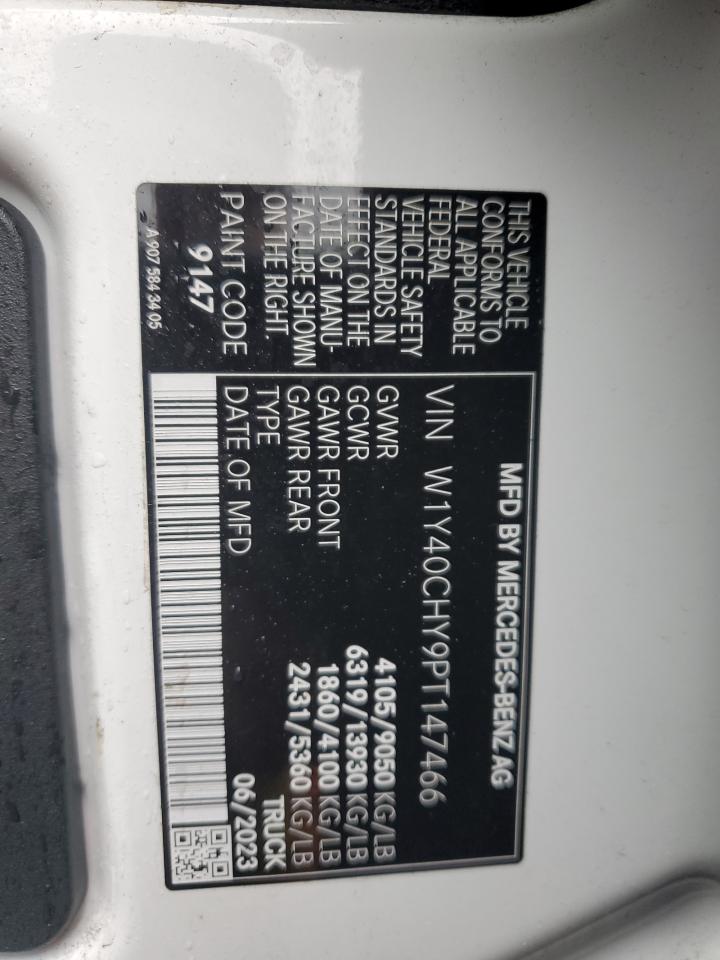 THIS VEHICLE
CONFORMS TO
ALL APPLICABLE
FEDERAL
VEHICLE SAFETY
STANDARDS IN
EFFECT ON THE
DATE OF MANU-
FACTURE SHOWN
ON THE RIGHT.
PAINT CODE
9147
A 907 584 34 05
MFD BY MERCEDES-BENZ AG
VIN W1Y40CHY9PT147466
GVWR 4105/9050 KG/LB
GCWR 6319/13930 KG/LB
GAWR FRONT 1860/4100 KG/LB
GAWR REAR 2431/5360 KG/LB
TYPE TRUCK
DATE OF MFD 06/2023